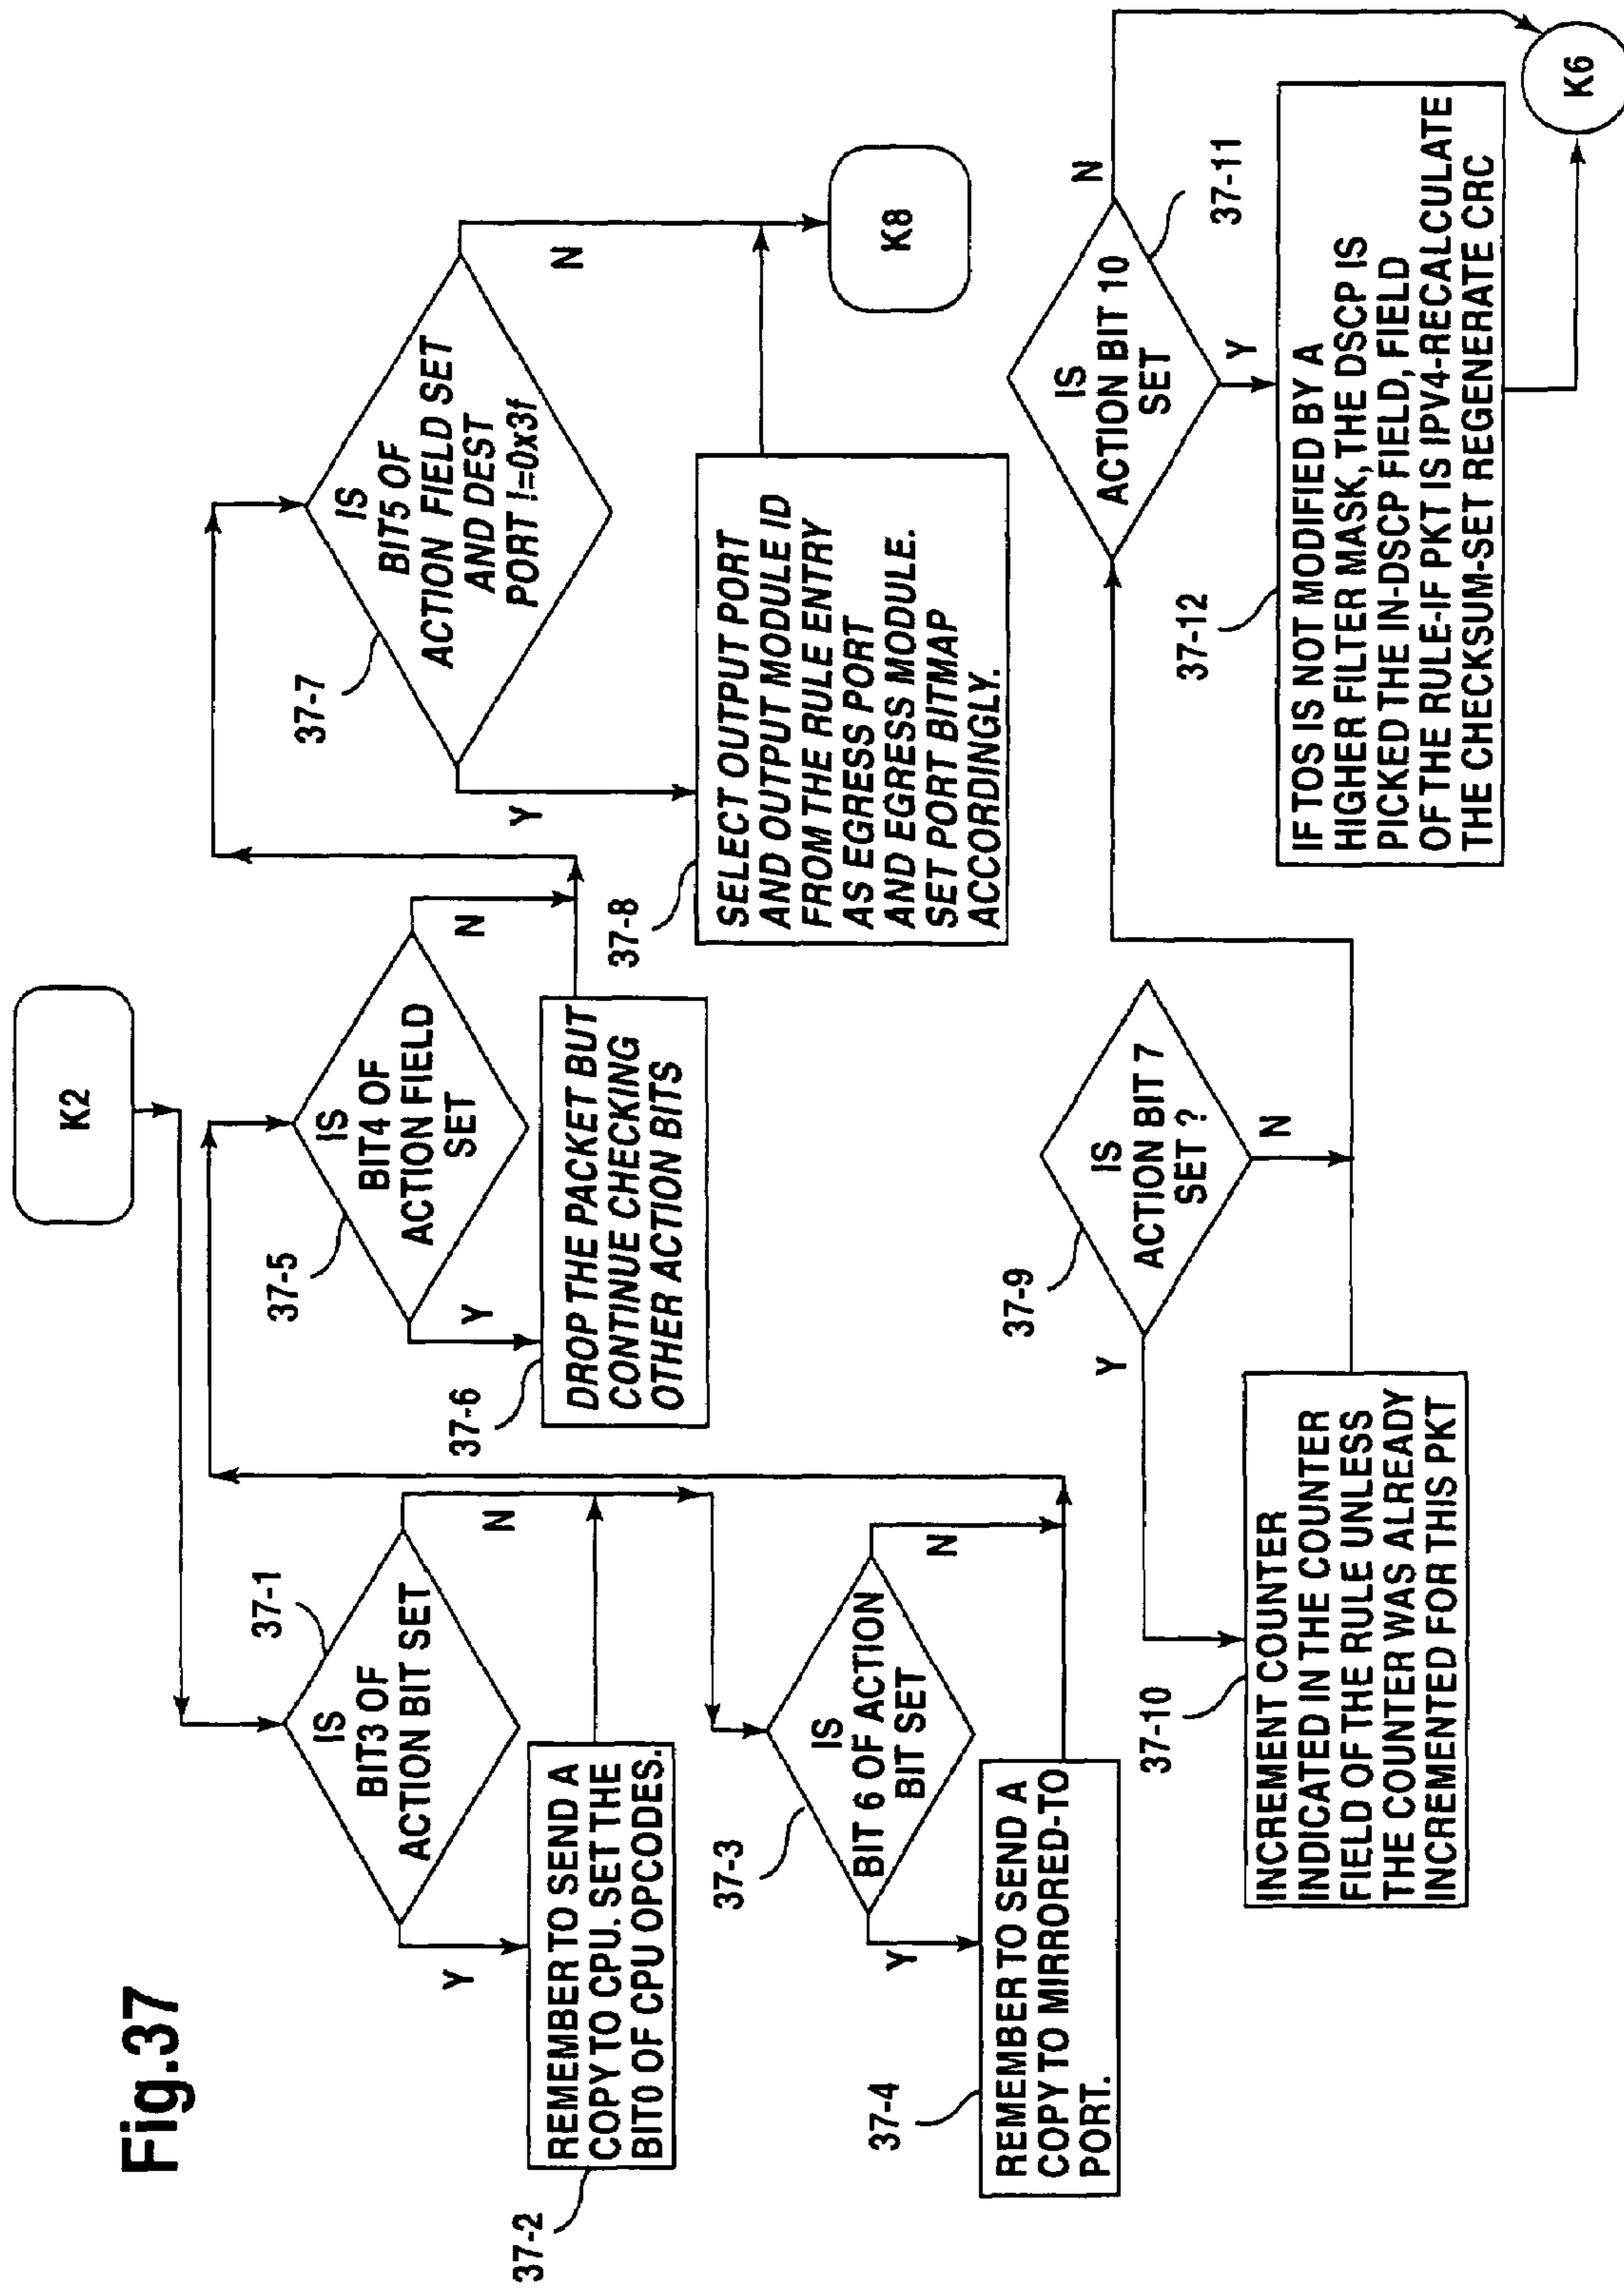 Fig.37
K2
37-1
IS
BIT3 OF
ACTION BIT SET
Y
N
37-2
REMEMBER TO SEND A
COPY TO CPU. SET THE
BIT0 OF CPU OPCODES.
37-3
IS
BIT 6 OF ACTION
BIT SET
Y
N
37-4
REMEMBER TO SEND A
COPY TO MIRRORED-TO
PORT.
37-5
IS
BIT4 OF
ACTION FIELD
SET
Y
N
37-6
DROP THE PACKET BUT
CONTINUE CHECKING
OTHER ACTION BITS
37-7
IS
BIT5 OF
ACTION FIELD SET
AND DEST
PORT !=0x3f
Y
N
37-8
SELECT OUTPUT PORT
AND OUTPUT MODULE ID
FROM THE RULE ENTRY
AS EGRESS PORT
AND EGRESS MODULE.
SET PORT BITMAP
ACCORDINGLY.
K8
37-9
IS
ACTION BIT 7
SET ?
Y
N
37-10
INCREMENT COUNTER
INDICATED IN THE COUNTER
FIELD OF THE RULE UNLESS
THE COUNTER WAS ALREADY
INCREMENTED FOR THIS PKT
37-11
IS
ACTION BIT 10
SET
N
Y
37-12
IF TOS IS NOT MODIFIED BY A
HIGHER FILTER MASK, THE DSCP IS
PICKED THE IN-DSCP FIELD, FIELD
OF THE RULE-IF PKT IS IPV4-RECALCULATE
THE CHECKSUM-SET REGENERATE CRC
K6